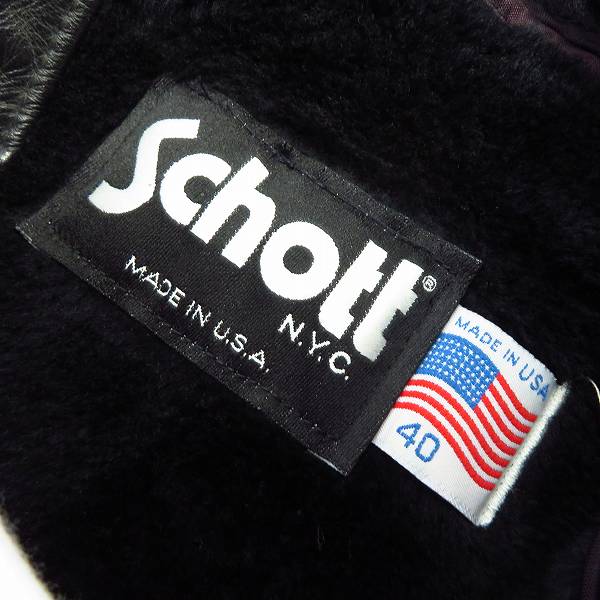 Schott®
N.Y.C.
MADE IN U.S.A.
MADE IN USA
40